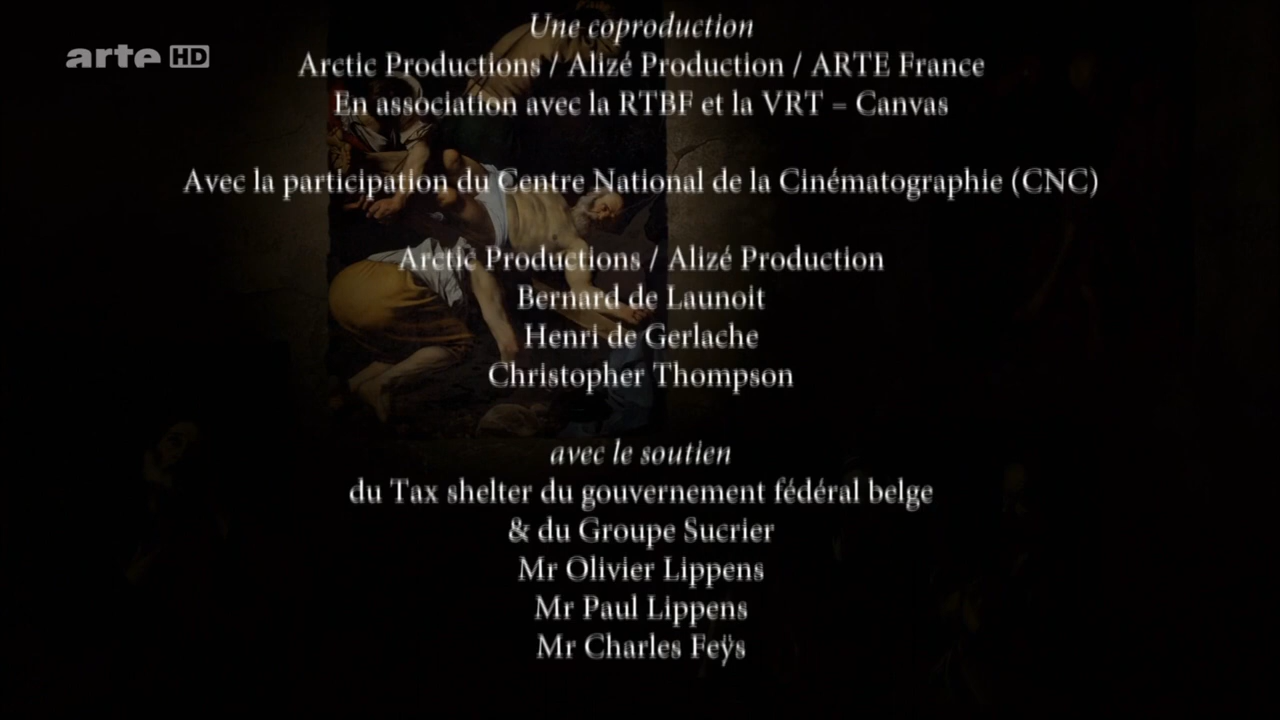 arte HD
Une coproduction
Arctic Productions / Alizé Production / ARTE France
En association avec la RTBF et la VRT – Canvas
Avec la participation du Centre National de la Cinématographie (CNC)
Arctic Productions / Alizé Production
Bernard de Launoit
Henri de Gerlache
Christopher Thompson
avec le soutien
du Tax shelter du gouvernement fédéral belge
& du Groupe Sucrier
Mr Olivier Lippens
Mr Paul Lippens
Mr Charles Feÿs